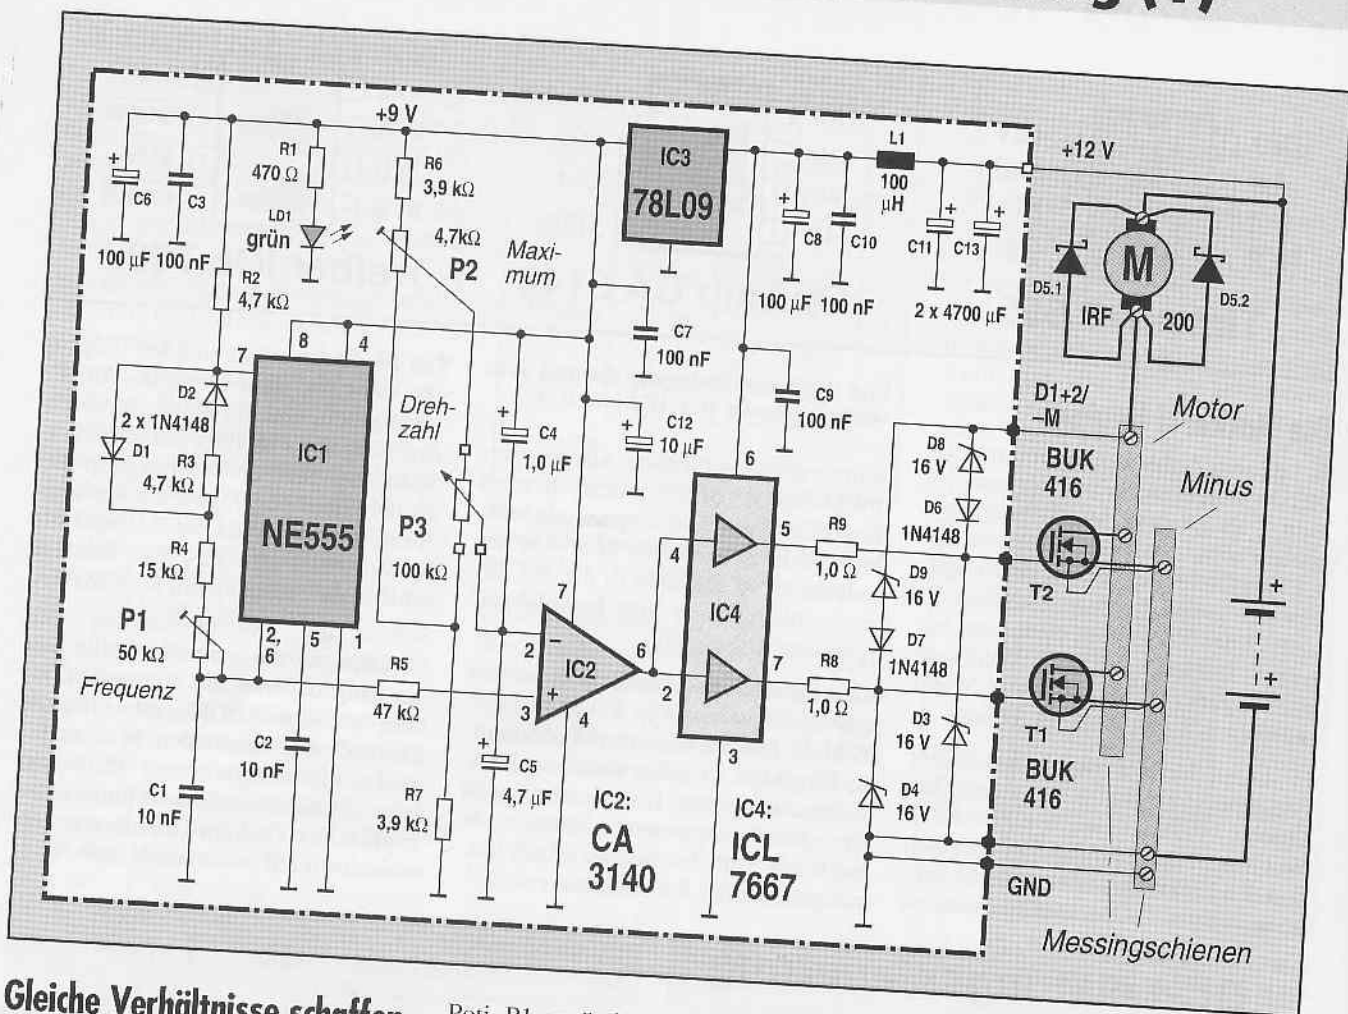 +9 V
+12 V
C6
100 µF
C3
100 nF
R1
470 Ω
LD1
grün
R6
3,9 kΩ
4,7kΩ
P2
Maxi-
mum
IC3
78L09
L1
100
µH
C8
100 µF
C10
100 nF
C11
C13
2 x 4700 µF
M
D5.1
D5.2
IRF
200
R2
4,7 kΩ
7
8
4
D2
2 x 1N4148
D1
R3
4,7 kΩ
R4
15 kΩ
P1
50 kΩ
Frequenz
IC1
NE555
2,
6
5
1
C1
10 nF
C2
10 nF
Dreh-
zahl
P3
100 kΩ
C4
1,0 µF
C7
100 nF
C12
10 µF
C9
100 nF
R5
47 kΩ
R7
3,9 kΩ
C5
4,7 µF
7
2
3
4
6
IC2
IC2:
CA
3140
6
4
5
IC4
2
7
3
IC4:
ICL
7667
R9
1,0 Ω
R8
1,0 Ω
D8
16 V
D6
1N4148
D9
16 V
D7
1N4148
D3
16 V
D4
16 V
D1+2/
–M
BUK
416
T2
T1
BUK
416
GND
Motor
Minus
Messingschienen
Gleiche Verhältnisse schaffen